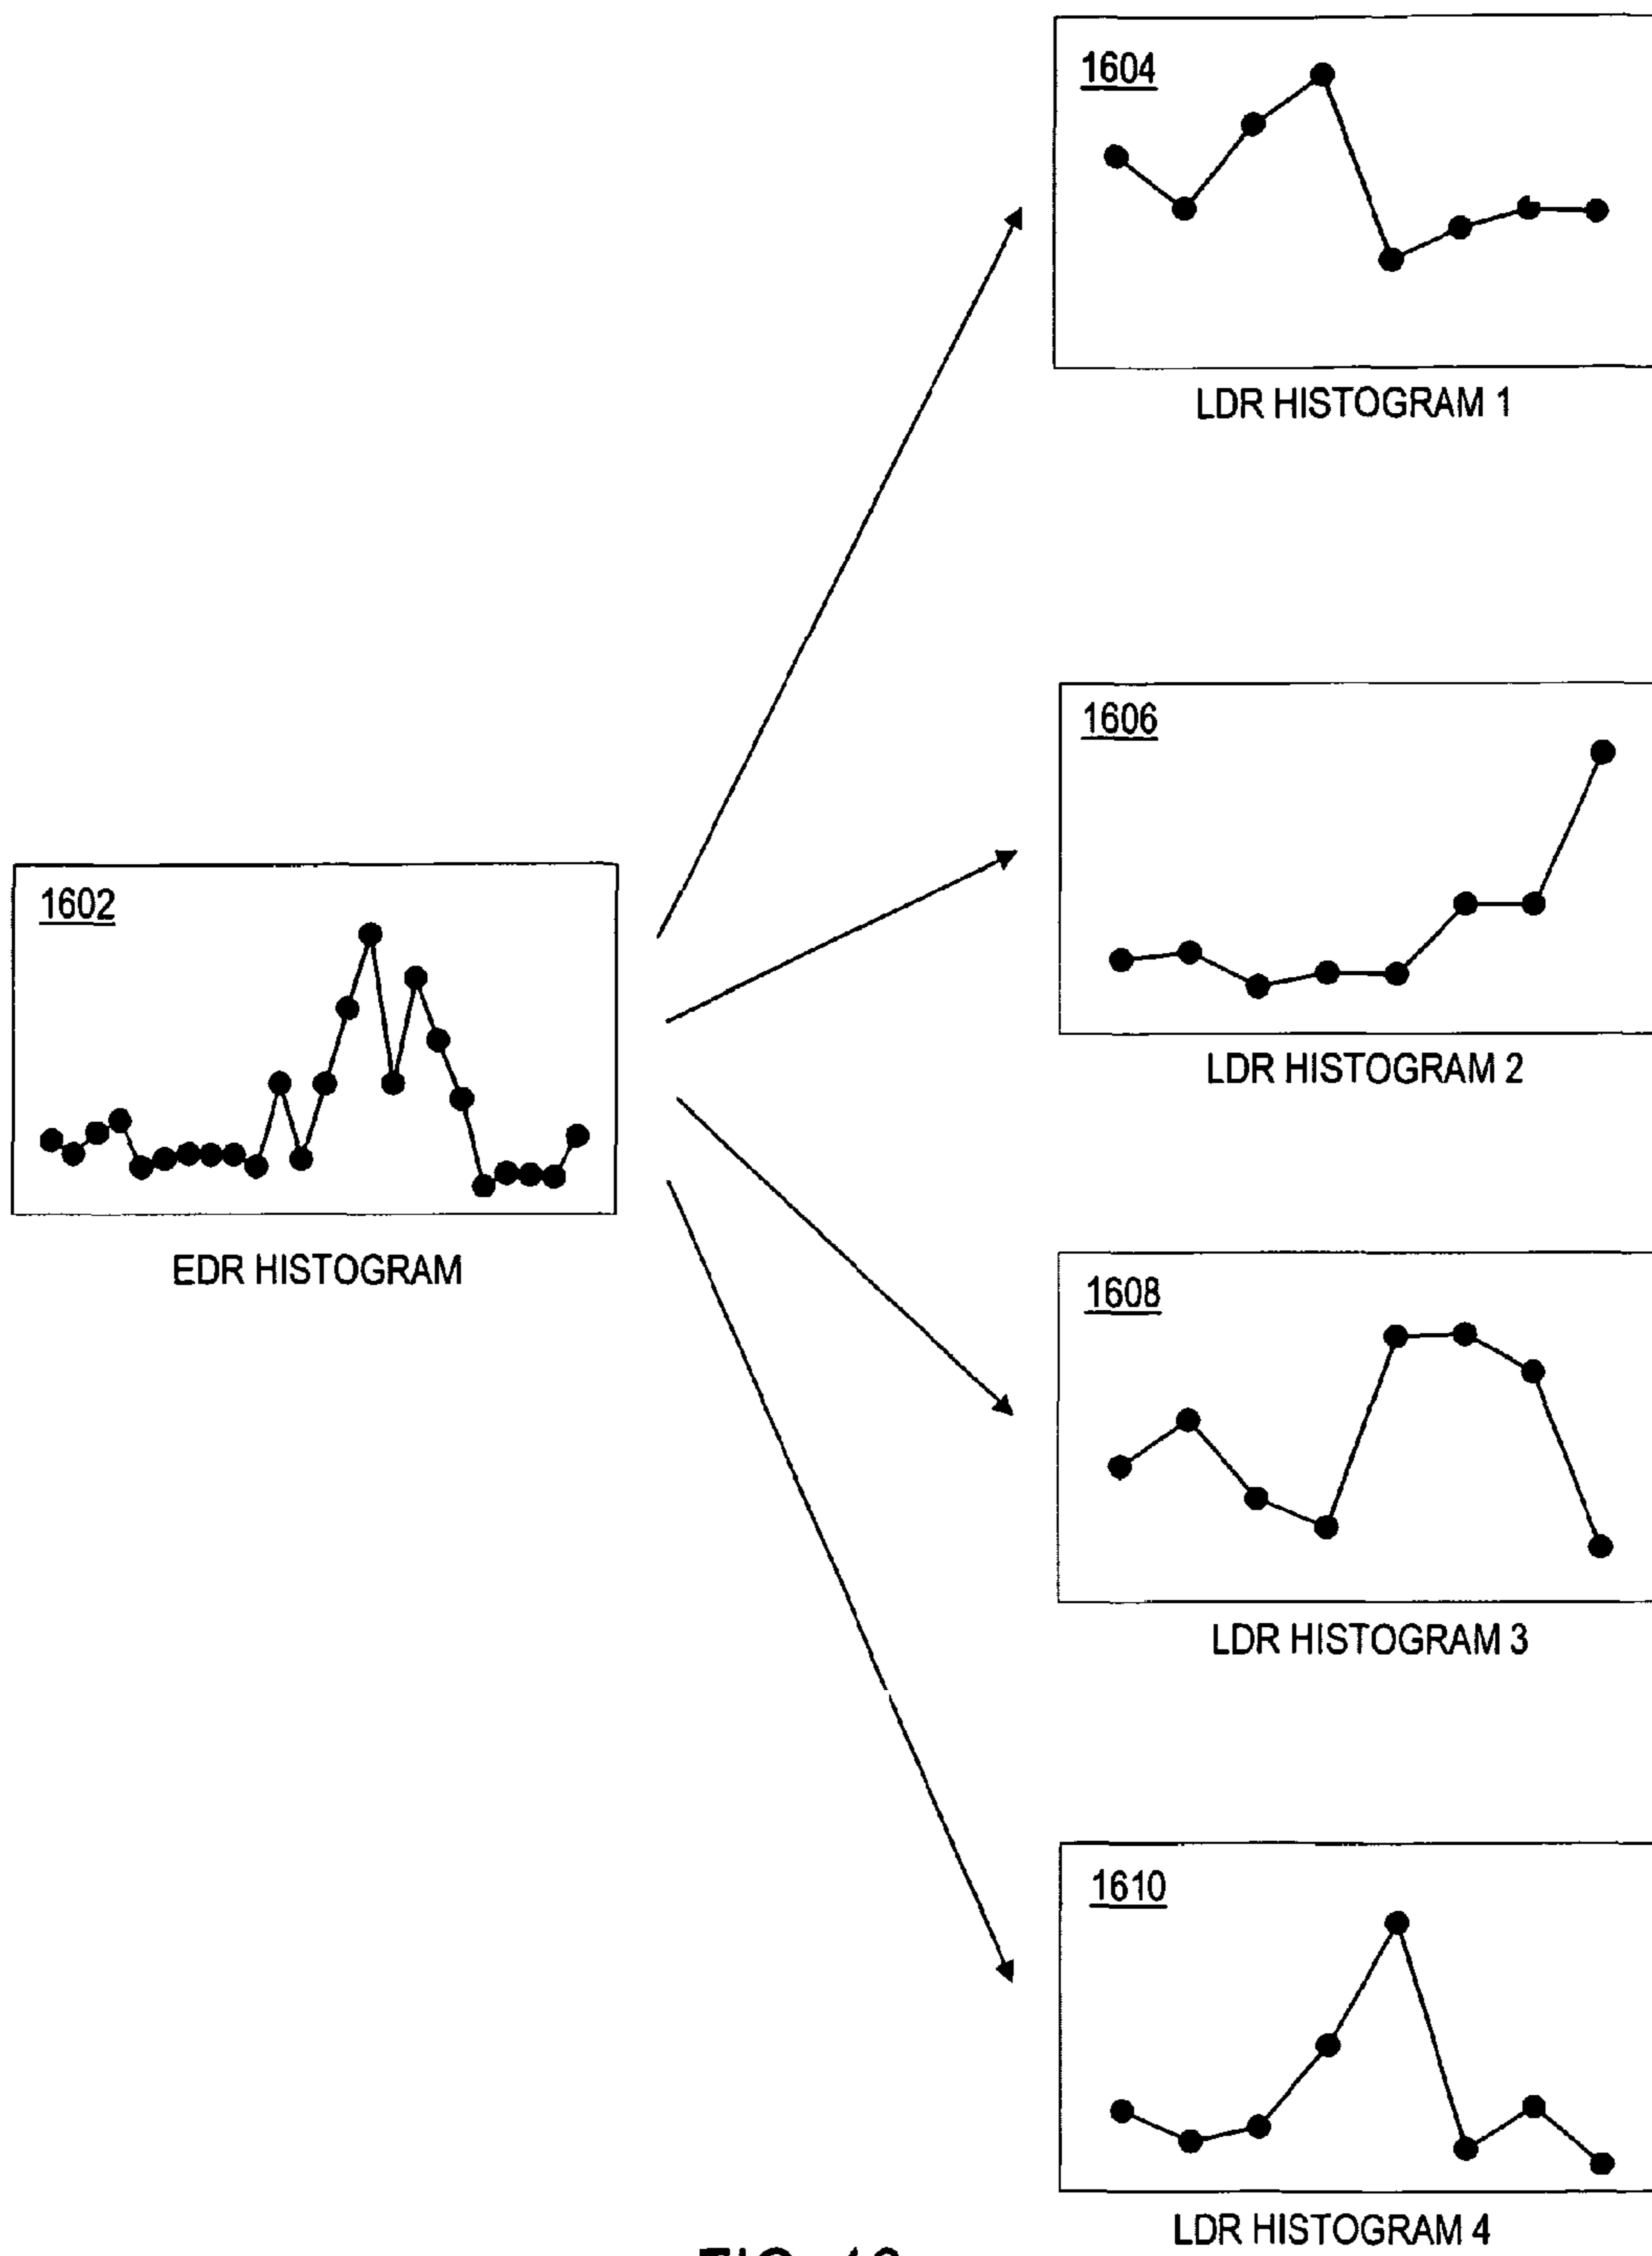 1604
LDR HISTOGRAM 1
1606
LDR HISTOGRAM 2
1602
EDR HISTOGRAM
1608
LDR HISTOGRAM 3
1610
LDR HISTOGRAM 4